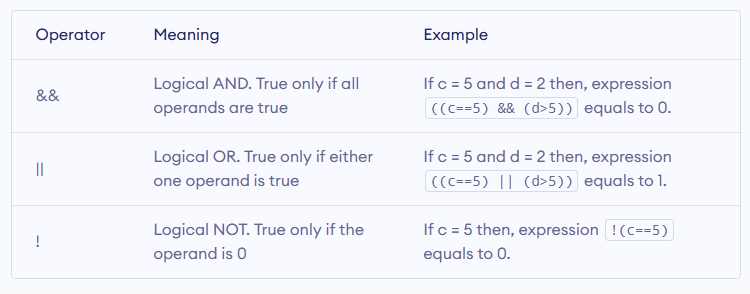 Operator Meaning Example
&& Logical AND. True only if all operands are true If c = 5 and d = 2 then, expression ((c==5) && (d>5)) equals to 0.
|| Logical OR. True only if either one operand is true If c = 5 and d = 2 then, expression ((c==5) || (d>5)) equals to 1.
! Logical NOT. True only if the operand is 0 If c = 5 then, expression !(c==5) equals to 0.